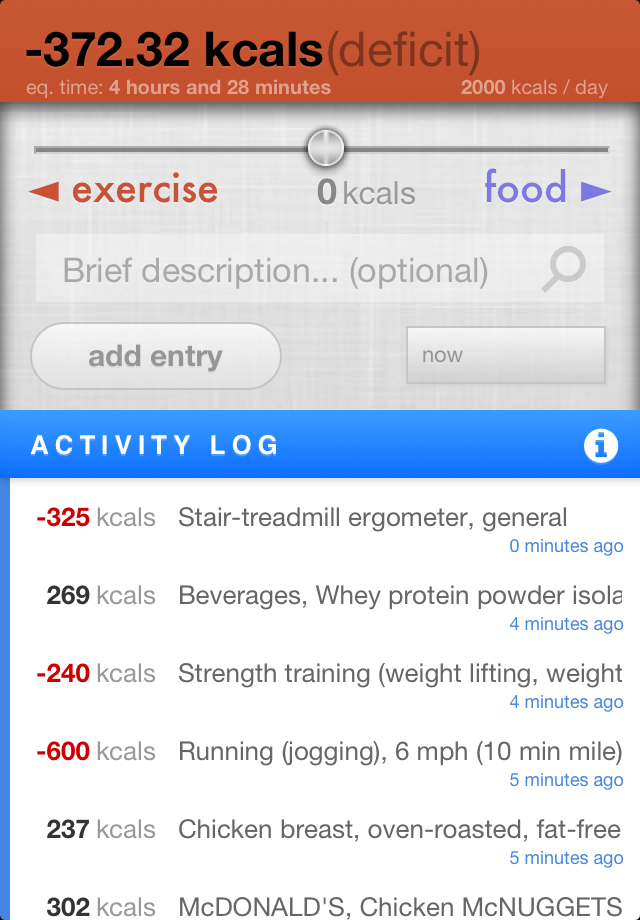 -372.32 kcals(deficit)
eq. time: 4 hours and 28 minutes 2000 kcals / day
◄ exercise 0 kcals food ►
Brief description... (optional)
add entry now
ACTIVITY LOG
-325 kcals Stair-treadmill ergometer, general
0 minutes ago
269 kcals Beverages, Whey protein powder isola
4 minutes ago
-240 kcals Strength training (weight lifting, weight
4 minutes ago
-600 kcals Running (jogging), 6 mph (10 min mile)
5 minutes ago
237 kcals Chicken breast, oven-roasted, fat-free
5 minutes ago
302 kcals McDONALD'S, Chicken McNUGGETS